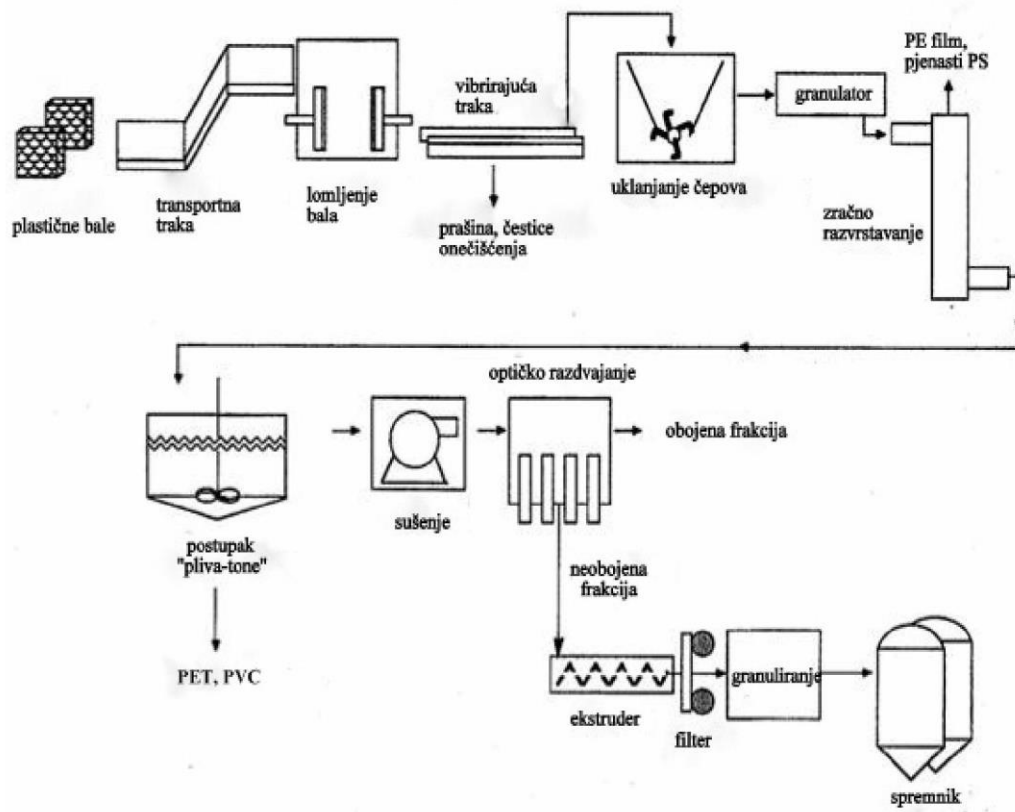 plastične bale
transportna
traka
lomljenje
bala
vibrirajuća
traka
prašina, čestice
onečišćenja
uklanjanje čepova
granulator
PE film,
pjenasti PS
zračno
razvrstavanje
postupak
"pliva-tone"
PET, PVC
sušenje
optičko razdvajanje
obojena frakcija
neobojena
frakcija
ekstruder
filter
granuliranje
spremnik